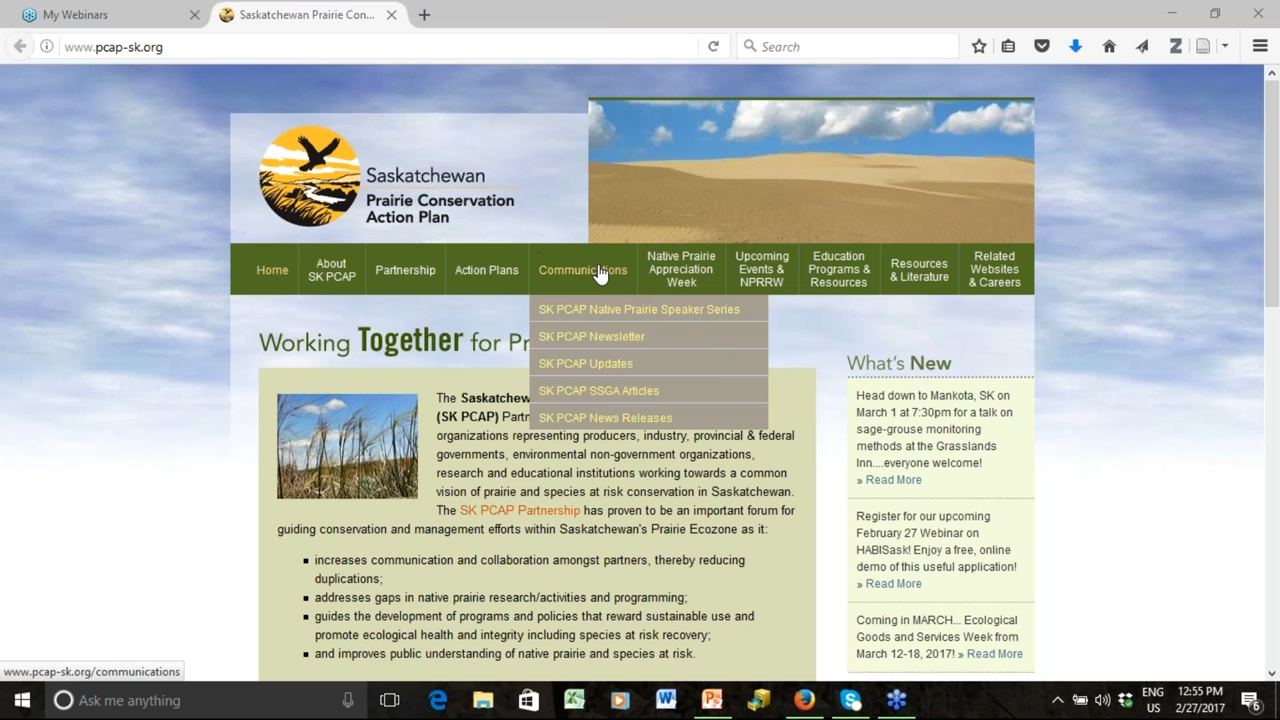 My Webinars
Saskatchewan Prairie Con...
www.pcap-sk.org
Search
Saskatchewan
Prairie Conservation
Action Plan
Home
About
SK PCAP
Partnership
Action Plans
Communications
Native Prairie
Appreciation
Week
Upcoming
Events &
NPRRW
Education
Programs &
Resources
Resources
& Literature
Related
Websites
& Careers
SK PCAP Native Prairie Speaker Series
SK PCAP Newsletter
SK PCAP Updates
SK PCAP SSGA Articles
SK PCAP News Releases
Working Together for Pr
The Saskatchew
(SK PCAP) Partn
organizations representing producers, industry, provincial & federal
governments, environmental non-government organizations,
research and educational institutions working towards a common
vision of prairie and species at risk conservation in Saskatchewan.
The SK PCAP Partnership has proven to be an important forum for
guiding conservation and management efforts within Saskatchewan's Prairie Ecozone as it:
increases communication and collaboration amongst partners, thereby reducing
duplications;
addresses gaps in native prairie research/activities and programming;
guides the development of programs and policies that reward sustainable use and
promote ecological health and integrity including species at risk recovery;
and improves public understanding of native prairie and species at risk.
What's New
Head down to Mankota, SK on
March 1 at 7:30pm for a talk on
sage-grouse monitoring
methods at the Grasslands
Inn....everyone welcome!
» Read More
Register for our upcoming
February 27 Webinar on
HABISask! Enjoy a free, online
demo of this useful application!
» Read More
Coming in MARCH... Ecological
Goods and Services Week from
March 12-18, 2017! » Read More
www.pcap-sk.org/communications
Ask me anything
ENG
US
12:55 PM
2/27/2017
6